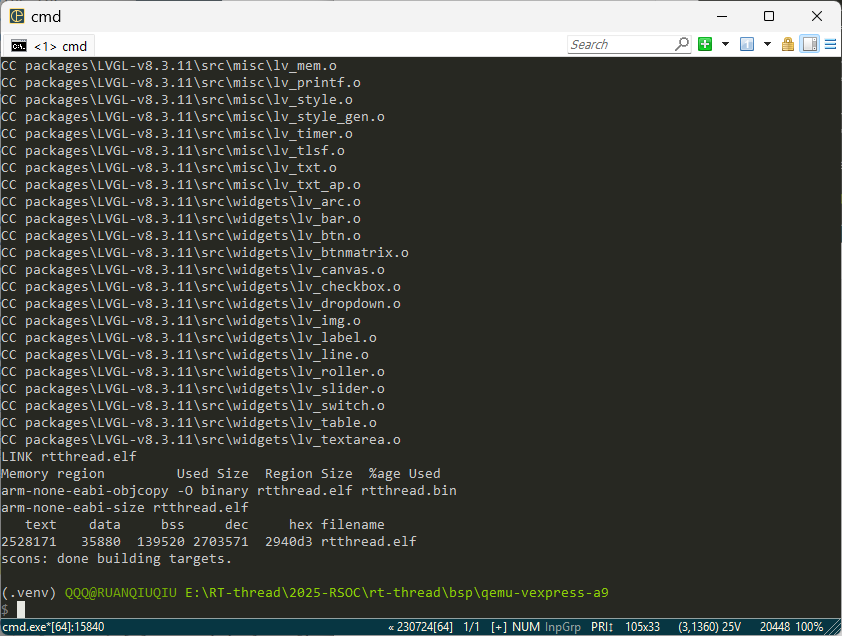 cmd
<1> cmd
Search
CC packages\LVGL-v8.3.11\src\misc\lv_mem.o
CC packages\LVGL-v8.3.11\src\misc\lv_printf.o
CC packages\LVGL-v8.3.11\src\misc\lv_style.o
CC packages\LVGL-v8.3.11\src\misc\lv_style_gen.o
CC packages\LVGL-v8.3.11\src\misc\lv_timer.o
CC packages\LVGL-v8.3.11\src\misc\lv_tlsf.o
CC packages\LVGL-v8.3.11\src\misc\lv_txt.o
CC packages\LVGL-v8.3.11\src\misc\lv_txt_ap.o
CC packages\LVGL-v8.3.11\src\widgets\lv_arc.o
CC packages\LVGL-v8.3.11\src\widgets\lv_bar.o
CC packages\LVGL-v8.3.11\src\widgets\lv_btn.o
CC packages\LVGL-v8.3.11\src\widgets\lv_btnmatrix.o
CC packages\LVGL-v8.3.11\src\widgets\lv_canvas.o
CC packages\LVGL-v8.3.11\src\widgets\lv_checkbox.o
CC packages\LVGL-v8.3.11\src\widgets\lv_dropdown.o
CC packages\LVGL-v8.3.11\src\widgets\lv_img.o
CC packages\LVGL-v8.3.11\src\widgets\lv_label.o
CC packages\LVGL-v8.3.11\src\widgets\lv_line.o
CC packages\LVGL-v8.3.11\src\widgets\lv_roller.o
CC packages\LVGL-v8.3.11\src\widgets\lv_slider.o
CC packages\LVGL-v8.3.11\src\widgets\lv_switch.o
CC packages\LVGL-v8.3.11\src\widgets\lv_table.o
CC packages\LVGL-v8.3.11\src\widgets\lv_textarea.o
LINK rtthread.elf
Memory region         Used Size  Region Size  %age Used
arm-none-eabi-objcopy -O binary rtthread.elf rtthread.bin
arm-none-eabi-size rtthread.elf
   text    data     bss     dec     hex filename
2528171   35880  139520 2703571  2940d3 rtthread.elf
scons: done building targets.
(.venv) QQQ@RUANQIUQIU E:\RT-thread\2025-RSOC\rt-thread\bsp\qemu-vexpress-a9
$
cmd.exe*[64]:15840 « 230724[64] 1/1 [+] NUM InpGrp PRI↕ 105x33 (3,1360) 25V 20448 100%